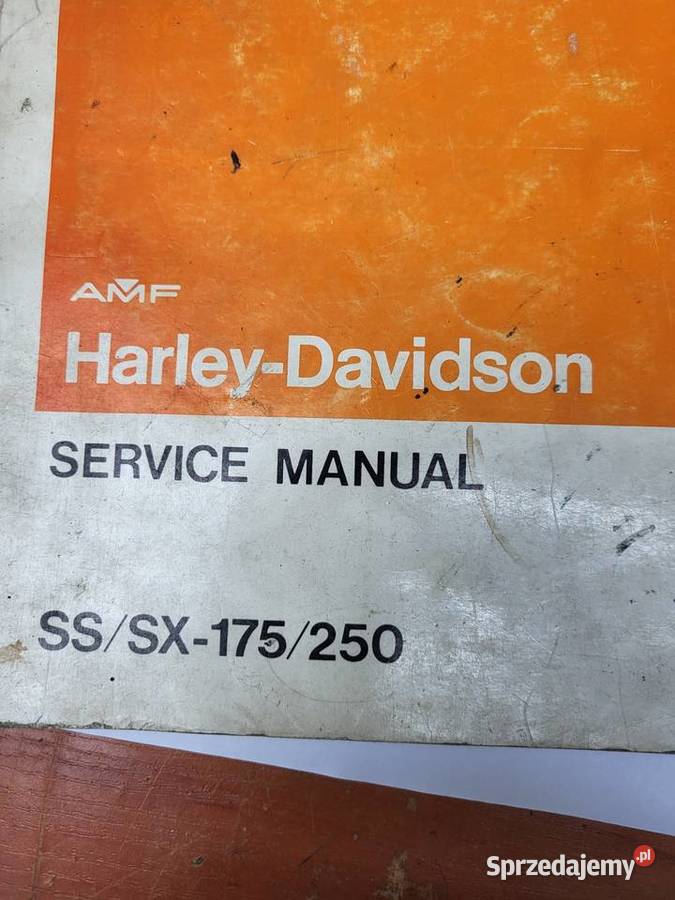 AMF
Harley-Davidson
SERVICE MANUAL
SS/SX-175/250
Sprzedajemy.pl